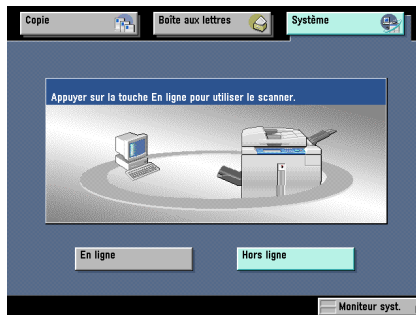 Copie
Boîte aux lettres
Système
Appuyer sur la touche En ligne pour utiliser le scanner.
En ligne
Hors ligne
Moniteur syst.